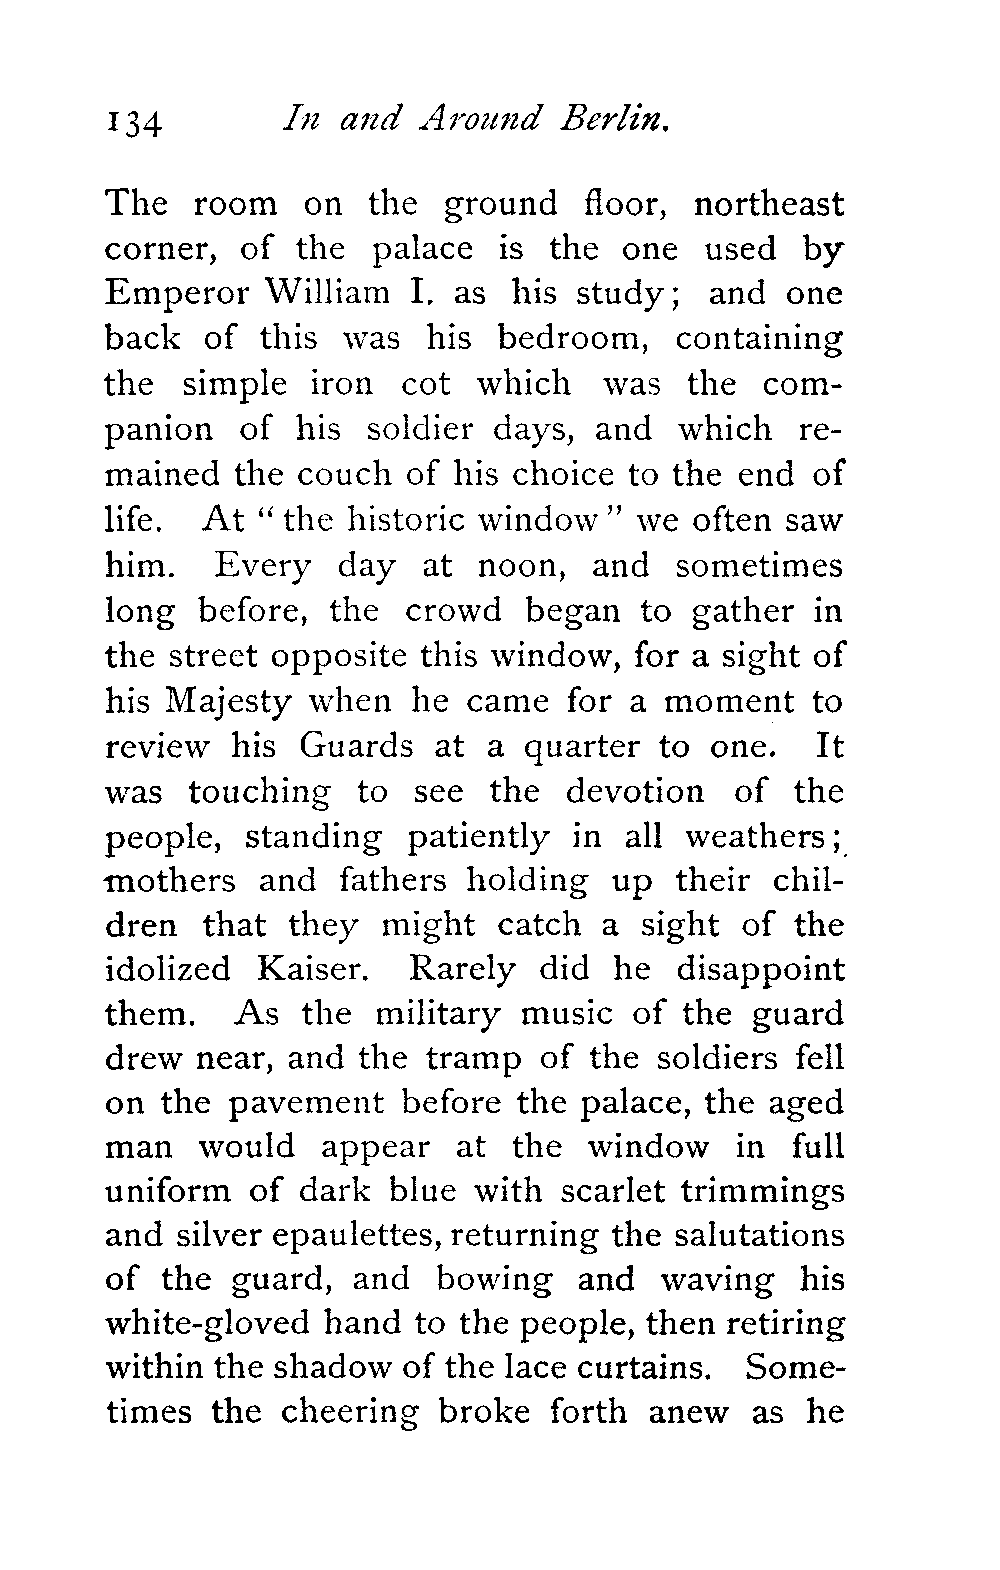 134 In and Around Berlin.
The room on the ground floor, northeast
corner, of the palace is the one used by
Emperor William I. as his study; and one
back of this was his bedroom, containing
the simple iron cot which was the com-
panion of his soldier days, and which re-
mained the couch of his choice to the end of
life. At “the historic window” we often saw
him. Every day at noon, and sometimes
long before, the crowd began to gather in
the street opposite this window, for a sight of
his Majesty when he came for a moment to
review his Guards at a quarter to one. It
was touching to see the devotion of the
people, standing patiently in all weathers;
mothers and fathers holding up their chil-
dren that they might catch a sight of the
idolized Kaiser. Rarely did he disappoint
them. As the military music of the guard
drew near, and the tramp of the soldiers fell
on the pavement before the palace, the aged
man would appear at the window in full
uniform of dark blue with scarlet trimmings
and silver epaulettes, returning the salutations
of the guard, and bowing and waving his
white-gloved hand to the people, then retiring
within the shadow of the lace curtains. Some-
times the cheering broke forth anew as he